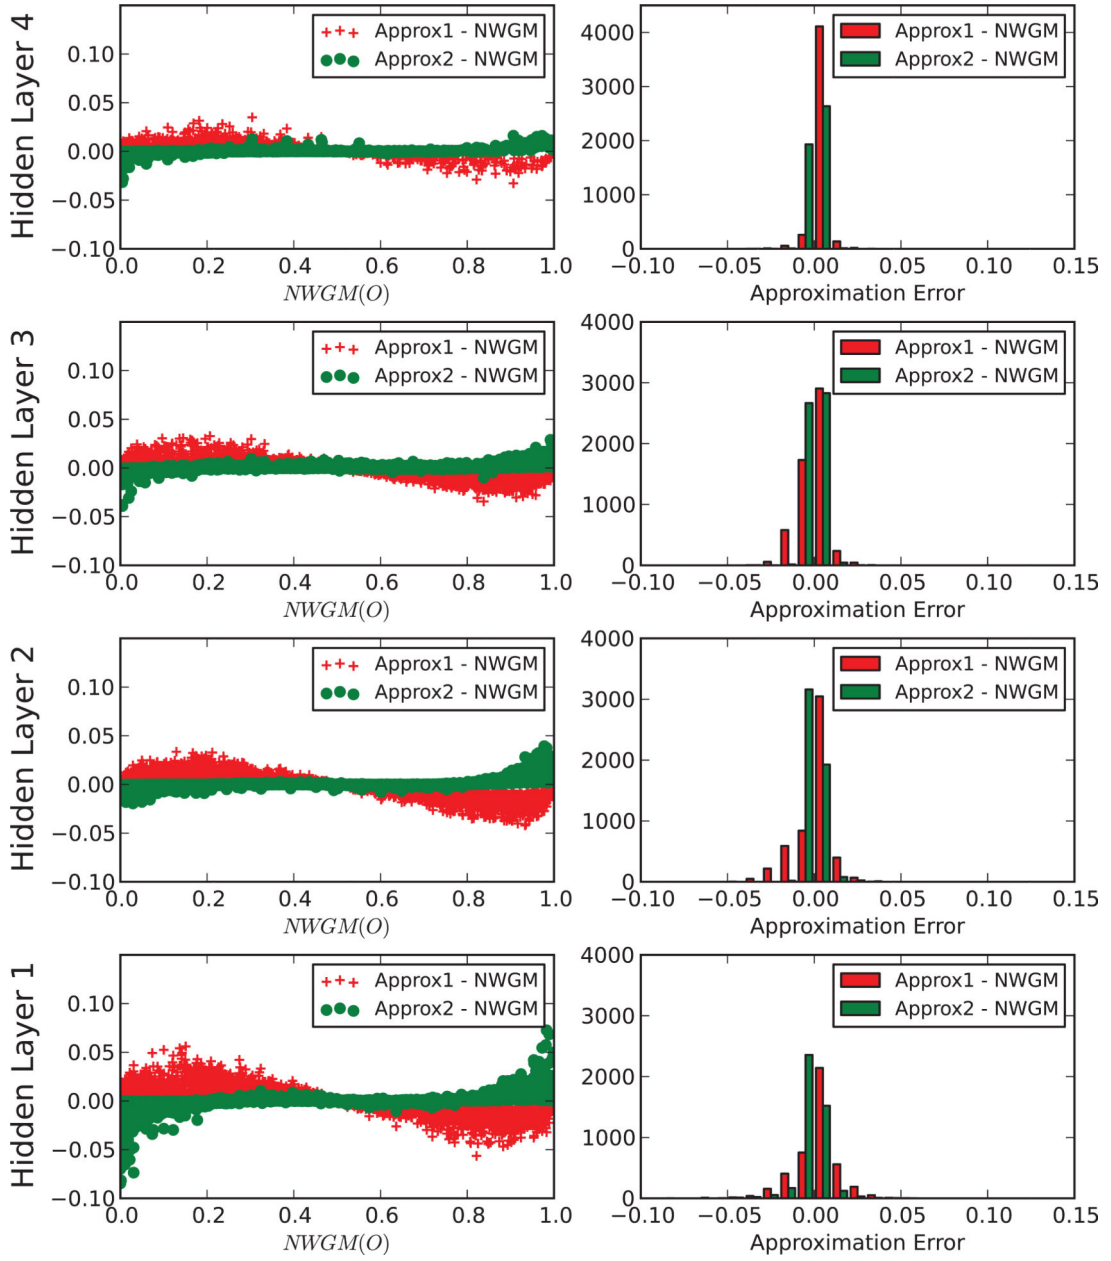 Hidden Layer 4
0.15
0.10
0.05
0.00
−0.05
−0.10
0.0 0.2 0.4 0.6 0.8 1.0
NWGM(O)
Approx1 - NWGM
Approx2 - NWGM
4000
3000
2000
1000
0
−0.10 −0.05 0.00 0.05 0.10 0.15
Approximation Error
Approx1 - NWGM
Approx2 - NWGM
Hidden Layer 3
0.10
0.05
0.00
−0.05
−0.10
0.0 0.2 0.4 0.6 0.8 1.0
NWGM(O)
Approx1 - NWGM
Approx2 - NWGM
4000
3000
2000
1000
0
−0.10 −0.05 0.00 0.05 0.10 0.15
Approximation Error
Approx1 - NWGM
Approx2 - NWGM
Hidden Layer 2
0.10
0.05
0.00
−0.05
−0.10
0.0 0.2 0.4 0.6 0.8 1.0
NWGM(O)
Approx1 - NWGM
Approx2 - NWGM
4000
3000
2000
1000
0
−0.10 −0.05 0.00 0.05 0.10 0.15
Approximation Error
Approx1 - NWGM
Approx2 - NWGM
Hidden Layer 1
0.10
0.05
0.00
−0.05
−0.10
0.0 0.2 0.4 0.6 0.8 1.0
NWGM(O)
Approx1 - NWGM
Approx2 - NWGM
4000
3000
2000
1000
0
−0.10 −0.05 0.00 0.05 0.10 0.15
Approximation Error
Approx1 - NWGM
Approx2 - NWGM